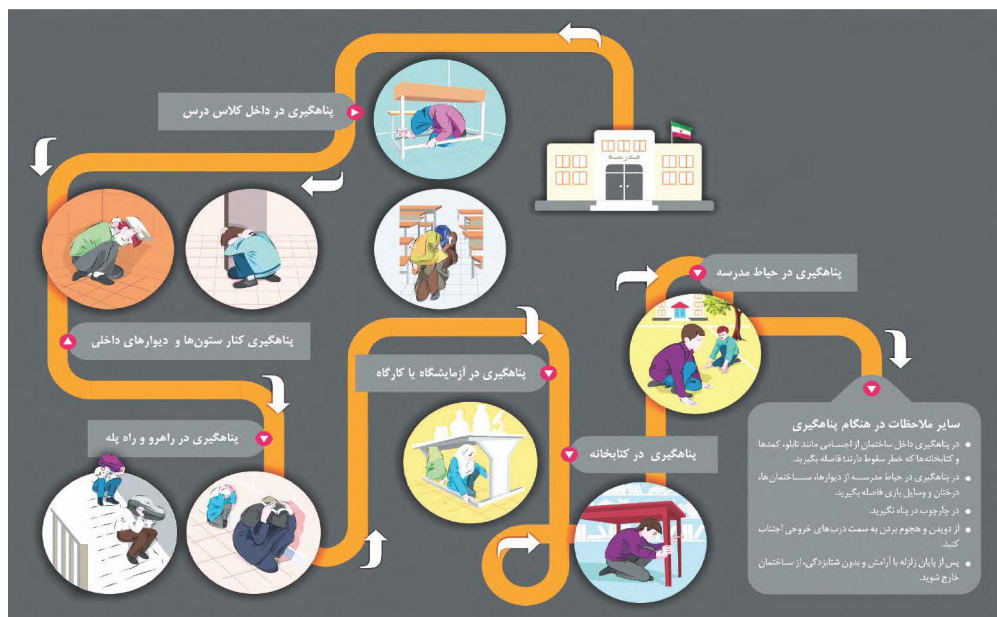 مدرسه
پناهگیری در داخل کلاس درس
پناهگیری کنار ستون‌ها و دیوارهای داخلی
پناهگیری در راهرو و راه پله
پناهگیری در آزمایشگاه یا کارگاه
پناهگیری در کتابخانه
پناهگیری در حیاط مدرسه
سایر ملاحظات در هنگام پناهگیری
در پناهگیری داخل ساختمان از اجسامی مانند تابلو، کمدها
و کتابخانه‌ها که خطر سقوط دارند؛ فاصله بگیرید.
در پناهگیری در حیاط مدرسه از دیوارها، ساختمان‌ها،
درختان و وسایل بازی فاصله بگیرید.
در چارچوب در پناه نگیرید.
از دویدن و هجوم بردن به سمت درب‌های خروجی اجتناب
کنید.
پس از پایان زلزله با آرامش و بدون شتابزدگی، از ساختمان
خارج شوید.